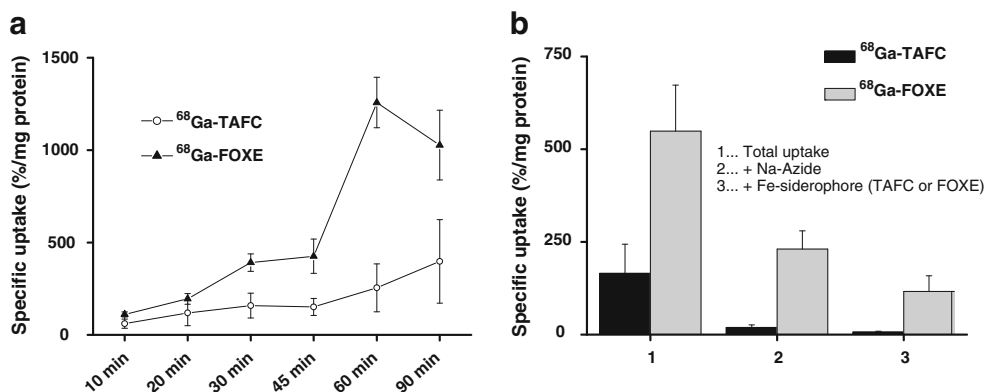 a
Specific uptake (%/mg protein)
1500
1000
500
0
⁶⁸Ga-TAFC
⁶⁸Ga-FOXE
10 min
20 min
30 min
45 min
60 min
90 min
b
Specific uptake (%/mg protein)
750
500
250
0
⁶⁸Ga-TAFC
⁶⁸Ga-FOXE
1... Total uptake
2... + Na-Azide
3... + Fe-siderophore (TAFC or FOXE)
1
2
3